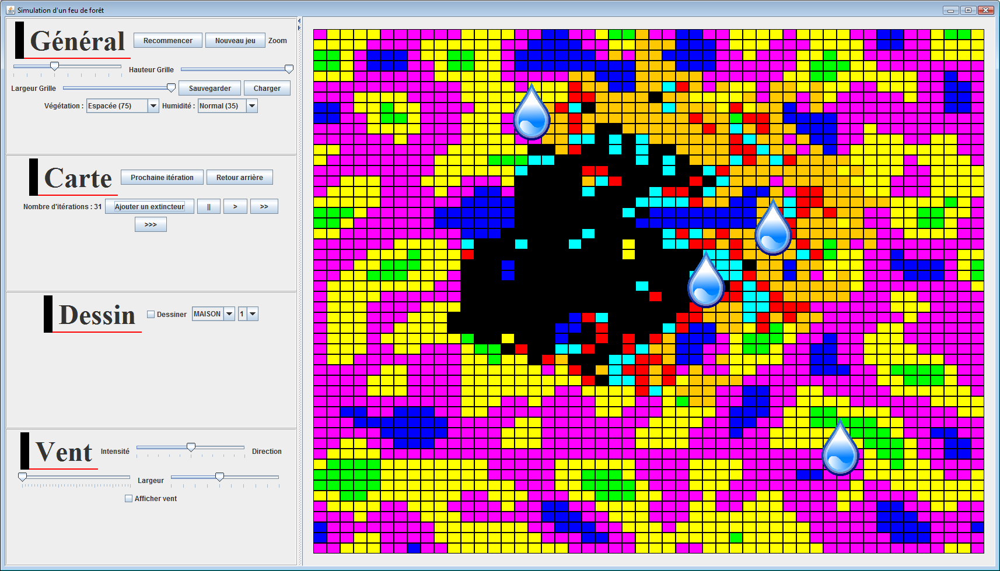 Simulation d'un feu de forêt
Général Recommencer Nouveau jeu Zoom
Hauteur Grille
Largeur Grille Sauvegarder Charger
Végétation : Espacée (75) Humidité : Normal (35)
Carte Prochaine itération Retour arrière
Nombre d'itérations : 31 Ajouter un extincteur || > >>
>>>
Dessin Dessiner MAISON 1
Vent Intensité Direction
Largeur
Afficher vent